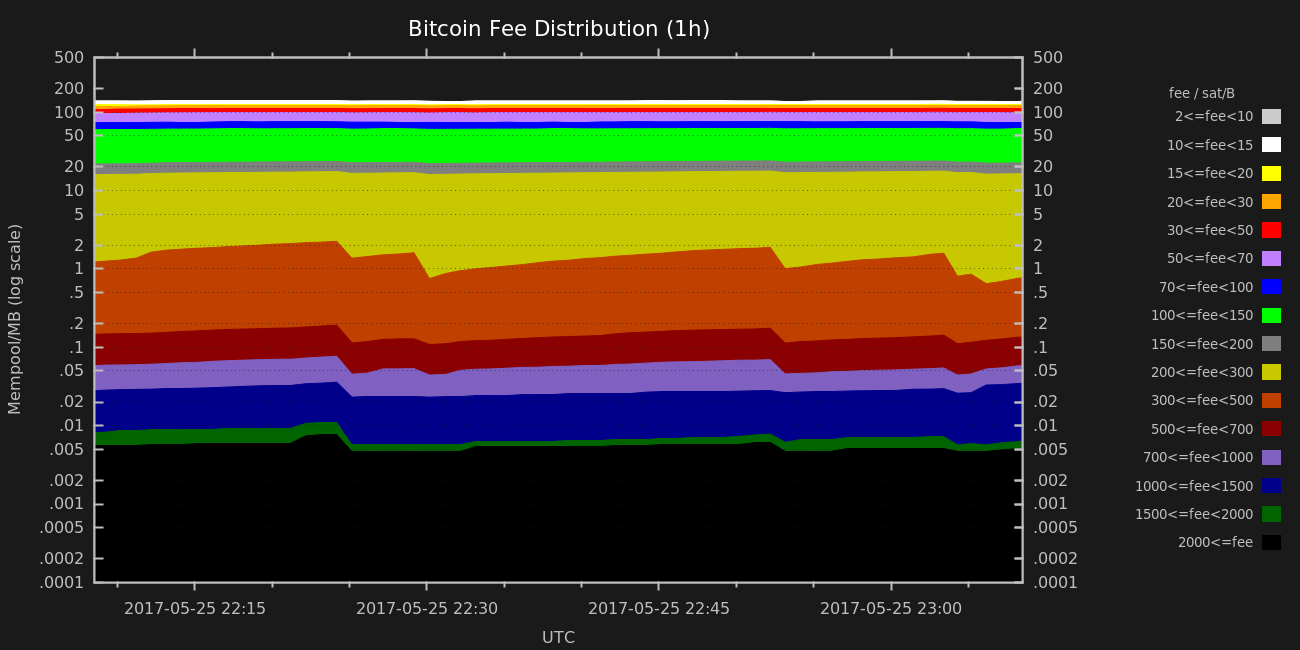 Bitcoin Fee Distribution (1h)
500
200
100
50
20
10
5
2
1
.5
.2
.1
.05
.02
.01
.005
.002
.001
.0005
.0002
.0001
Mempool/MB (log scale)
500
200
100
50
20
10
5
2
1
.5
.2
.1
.05
.02
.01
.005
.002
.001
.0005
.0002
.0001
2017-05-25 22:15
2017-05-25 22:30
2017-05-25 22:45
2017-05-25 23:00
UTC
fee / sat/B
2<=fee<10
10<=fee<15
15<=fee<20
20<=fee<30
30<=fee<50
50<=fee<70
70<=fee<100
100<=fee<150
150<=fee<200
200<=fee<300
300<=fee<500
500<=fee<700
700<=fee<1000
1000<=fee<1500
1500<=fee<2000
2000<=fee